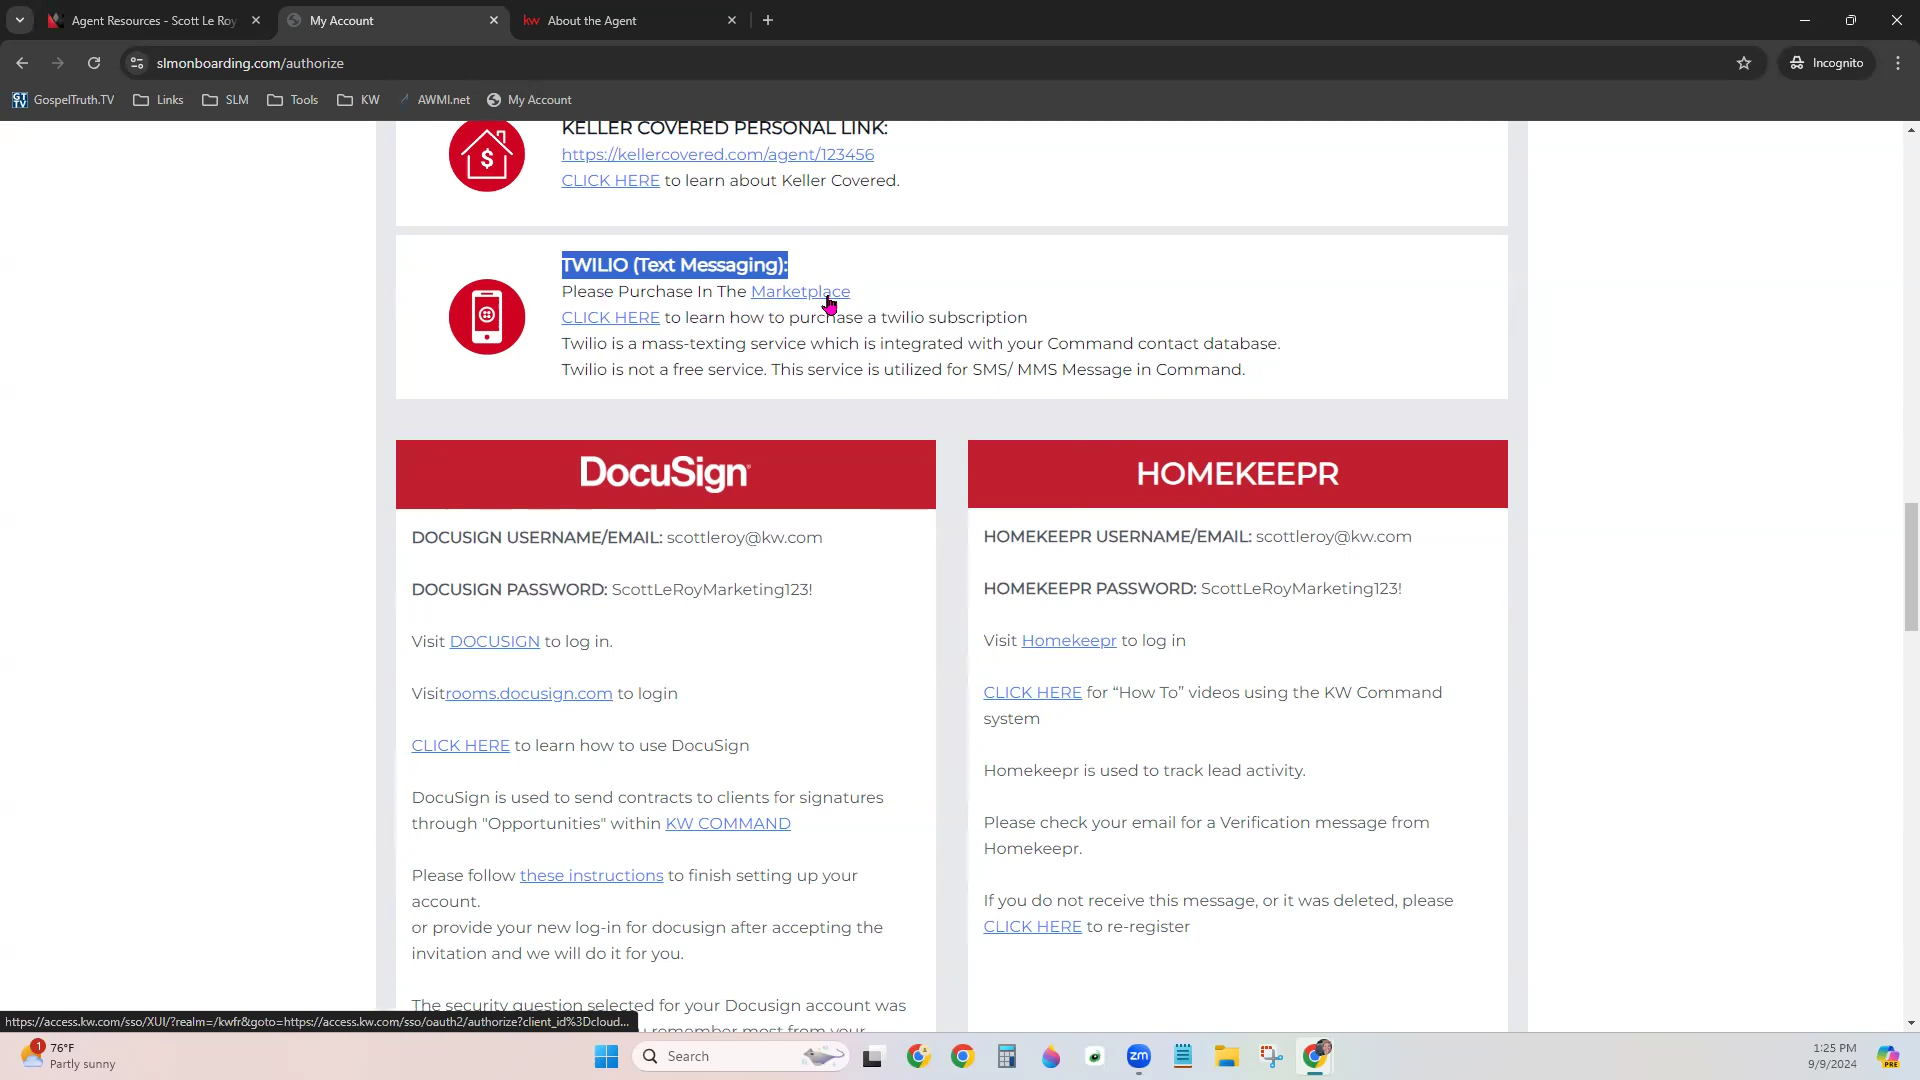 Agent Resources - Scott Le Roy
My Account
kw About the Agent
slmonboarding.com/authorize
Incognito
GospelTruth.TV
Links
SLM
Tools
KW
AWMI.net
My Account
KELLER COVERED PERSONAL LINK:
https://kellercovered.com/agent/123456
CLICK HERE to learn about Keller Covered.
TWILIO (Text Messaging):
Please Purchase In The Marketplace
CLICK HERE to learn how to purchase a twilio subscription
Twilio is a mass-texting service which is integrated with your Command contact database.
Twilio is not a free service. This service is utilized for SMS/ MMS Message in Command.
DocuSign
DOCUSIGN USERNAME/EMAIL: scottleroy@kw.com
DOCUSIGN PASSWORD: ScottLeRoyMarketing123!
Visit DOCUSIGN to log in.
Visitrooms.docusign.com to login
CLICK HERE to learn how to use DocuSign
DocuSign is used to send contracts to clients for signatures
through "Opportunities" within KW COMMAND
Please follow these instructions to finish setting up your
account.
or provide your new log-in for docusign after accepting the
invitation and we will do it for you.
The security question selected for your Docusign account was
u remember most from your
HOMEKEEPR
HOMEKEEPR USERNAME/EMAIL: scottleroy@kw.com
HOMEKEEPR PASSWORD: ScottLeRoyMarketing123!
Visit Homekeepr to log in
CLICK HERE for “How To” videos using the KW Command
system
Homekeepr is used to track lead activity.
Please check your email for a Verification message from
Homekeepr.
If you do not receive this message, or it was deleted, please
CLICK HERE to re-register
https://access.kw.com/sso/XUI/?realm=/kwfr&goto=https://access.kw.com/sso/oauth2/authorize?client_id%3Dcloud...
1
76°F
Partly sunny
Search
zm
PRE
1:25 PM
9/9/2024